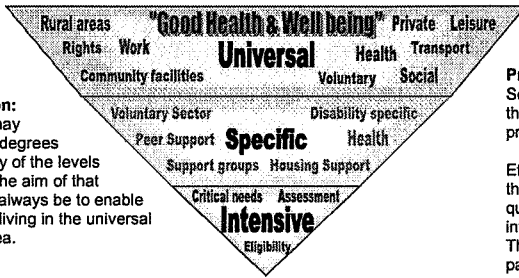 Rural areas "Good Health & Well being" Private Leisure
Rights Work Universal Health Transport
Community facilities Voluntary Social
Voluntary Sector Disability specific
Peer Support Specific Health
Support groups Housing Support
Critical needs Assessment
Intensive
Eligibility
on:
may
degrees
y of the levels
he aim of that
always be to enable
living in the universal
ea.
Pr
Se
th
pr
Ef
th
qu
in
Th
pa